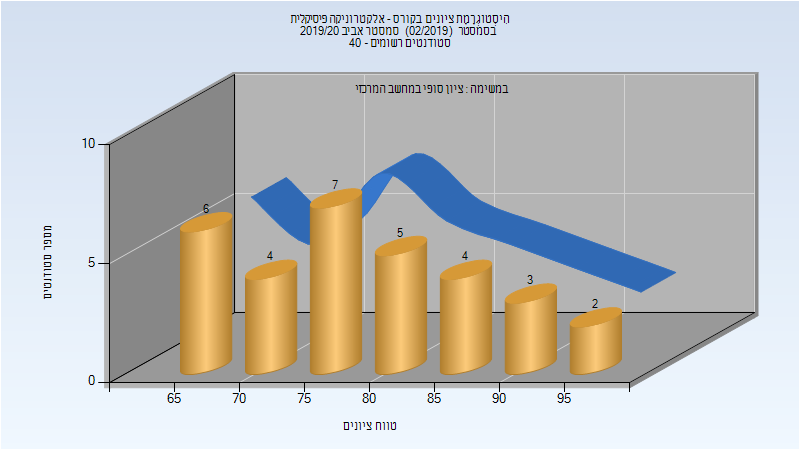 היסטוגרמת ציונים בקורס - אלקטרוניקה פיסיקלית
בסמסטר (02/2019) סמסטר אביב 2019/20
סטודנטים רשומים - 40
במשימה : ציון סופי במחשב המרכזי
10
5
0
מספר סטודנטים
6
4
7
5
4
3
2
65
70
75
80
85
90
95
טווח ציונים